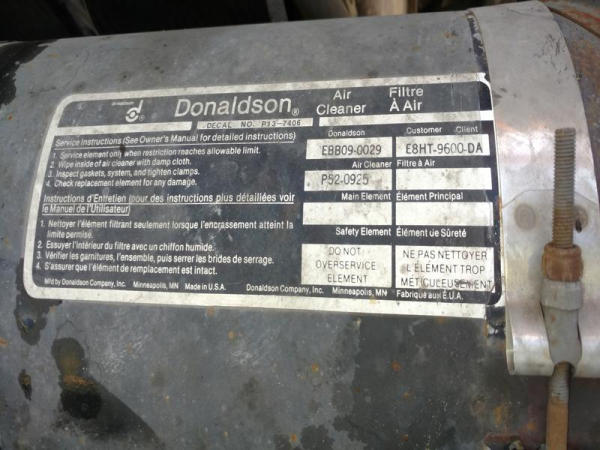 Donaldson®
Air Cleaner
Filtre À Air
DECAL NO. P13-7406
Service Instructions (See Owner's Manual for detailed instructions)
1. Service element only when restriction reaches allowable limit.
2. Wipe inside of air cleaner with damp cloth.
3. Inspect gaskets, system, and tighten clamps.
4. Check replacement element for any damage.
Instructions d'Entretien (pour des instructions plus détaillées voir
le Manuel de l'Utilisateur)
1. Nettoyer l'élément filtrant seulement lorsque l'encrassement atteint la
limite permise.
2. Essuyer l'intérieur du filtre avec un chiffon humide.
3. Vérifier les garnitures, l'ensemble, puis serrer les brides de serrage.
4. S'assurer que l'élément de remplacement est intact.
Mfd by Donaldson Company, Inc. Minneapolis, MN Made in U.S.A. Donaldson Company, Inc. Minneapolis, MN Fabriqué aux É.U.A.
Donaldson Customer Client
EBB09-0029 E8HT-9600-DA
Air Cleaner Filtre à Air
P52-0925
Main Element Élément Principal
Safety Element Élément de Sûreté
DO NOT
OVERSERVICE
ELEMENT
NE PAS NETTOYER
L'ÉLÉMENT TROP
MÉTICULEUSEMENT